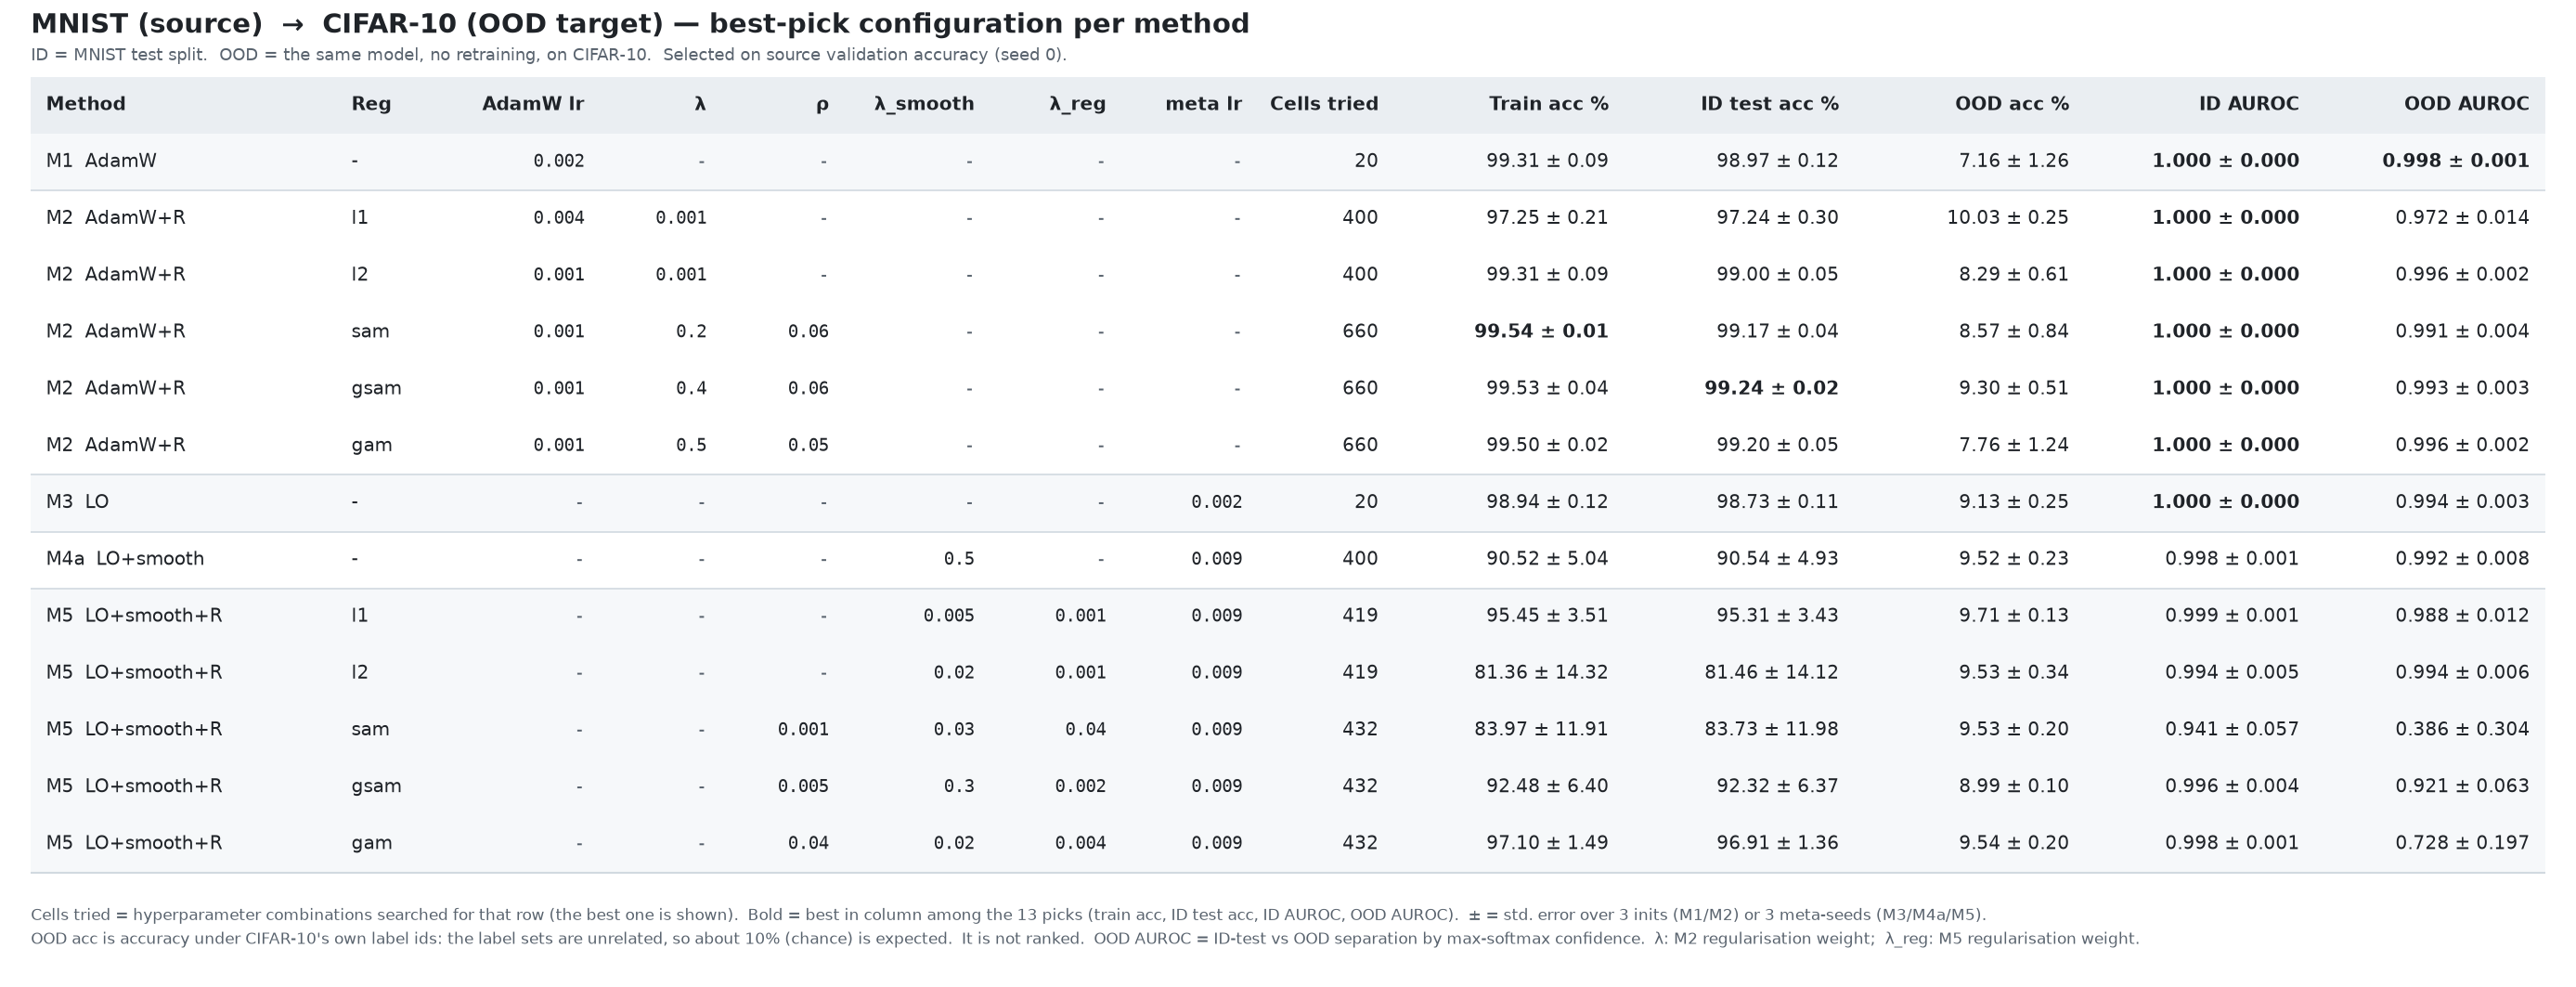 MNIST (source) → CIFAR-10 (OOD target) — best-pick configuration per method
ID = MNIST test split. OOD = the same model, no retraining, on CIFAR-10. Selected on source validation accuracy (seed 0).
Method Reg AdamW lr λ ρ λ_smooth λ_reg meta lr Cells tried Train acc % ID test acc % OOD acc % ID AUROC OOD AUROC
M1 AdamW - 0.002 - - - - - 20 99.31 ± 0.09 98.97 ± 0.12 7.16 ± 1.26 1.000 ± 0.000 0.998 ± 0.001
M2 AdamW+R l1 0.004 0.001 - - - - 400 97.25 ± 0.21 97.24 ± 0.30 10.03 ± 0.25 1.000 ± 0.000 0.972 ± 0.014
M2 AdamW+R l2 0.001 0.001 - - - - 400 99.31 ± 0.09 99.00 ± 0.05 8.29 ± 0.61 1.000 ± 0.000 0.996 ± 0.002
M2 AdamW+R sam 0.001 0.2 0.06 - - - 660 99.54 ± 0.01 99.17 ± 0.04 8.57 ± 0.84 1.000 ± 0.000 0.991 ± 0.004
M2 AdamW+R gsam 0.001 0.4 0.06 - - - 660 99.53 ± 0.04 99.24 ± 0.02 9.30 ± 0.51 1.000 ± 0.000 0.993 ± 0.003
M2 AdamW+R gam 0.001 0.5 0.05 - - - 660 99.50 ± 0.02 99.20 ± 0.05 7.76 ± 1.24 1.000 ± 0.000 0.996 ± 0.002
M3 LO - - - - - - 0.002 20 98.94 ± 0.12 98.73 ± 0.11 9.13 ± 0.25 1.000 ± 0.000 0.994 ± 0.003
M4a LO+smooth - - - - 0.5 - 0.009 400 90.52 ± 5.04 90.54 ± 4.93 9.52 ± 0.23 0.998 ± 0.001 0.992 ± 0.008
M5 LO+smooth+R l1 - - - 0.005 0.001 0.009 419 95.45 ± 3.51 95.31 ± 3.43 9.71 ± 0.13 0.999 ± 0.001 0.988 ± 0.012
M5 LO+smooth+R l2 - - - 0.02 0.001 0.009 419 81.36 ± 14.32 81.46 ± 14.12 9.53 ± 0.34 0.994 ± 0.005 0.994 ± 0.006
M5 LO+smooth+R sam - - 0.001 0.03 0.04 0.009 432 83.97 ± 11.91 83.73 ± 11.98 9.53 ± 0.20 0.941 ± 0.057 0.386 ± 0.304
M5 LO+smooth+R gsam - - 0.005 0.3 0.002 0.009 432 92.48 ± 6.40 92.32 ± 6.37 8.99 ± 0.10 0.996 ± 0.004 0.921 ± 0.063
M5 LO+smooth+R gam - - 0.04 0.02 0.004 0.009 432 97.10 ± 1.49 96.91 ± 1.36 9.54 ± 0.20 0.998 ± 0.001 0.728 ± 0.197
Cells tried = hyperparameter combinations searched for that row (the best one is shown). Bold = best in column among the 13 picks (train acc, ID test acc, ID AUROC, OOD AUROC). ± = std. error over 3 inits (M1/M2) or 3 meta-seeds (M3/M4a/M5).
OOD acc is accuracy under CIFAR-10's own label ids: the label sets are unrelated, so about 10% (chance) is expected. It is not ranked. OOD AUROC = ID-test vs OOD separation by max-softmax confidence. λ: M2 regularisation weight; λ_reg: M5 regularisation weight.